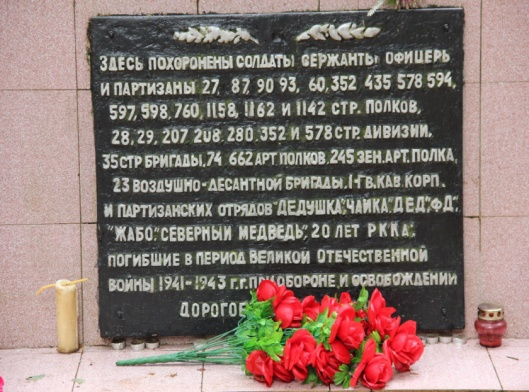 ЗДЕСЬ ПОХОРОНЕНЫ СОЛДАТЫ СЕРЖАНТЫ ОФИЦЕРЫ
И ПАРТИЗАНЫ 27, 87, 90 93, 60, 352 435 578 594,
597, 598, 760, 1158, 1162 И 1142 СТР. ПОЛКОВ,
28, 29, 207 208, 280, 352 И 578 СТР. ДИВИЗИИ.
35 СТР БРИГАДЫ, 74 662 АРТ ПОЛКОВ. 245 ЗЕН. АРТ. ПОЛКА,
23 ВОЗДУШНО-ДЕСАНТНОЙ БРИГАДЫ, 1-ГВ. КАВ. КОРП.
И ПАРТИЗАНСКИХ ОТРЯДОВ "ДЕДУШКА", "ЧАЙКА", "ДЕД", "Ф.Д",
"ЖАБО", "СЕВЕРНЫЙ МЕДВЕДЬ", 20 ЛЕТ РККА,
ПОГИБШИЕ В ПЕРИОД ВЕЛИКОЙ ОТЕЧЕСТВЕННОЙ
ВОЙНЫ 1941-1943 Г.Г. ПРИ ОБОРОНЕ И ОСВОБОЖДЕНИИ